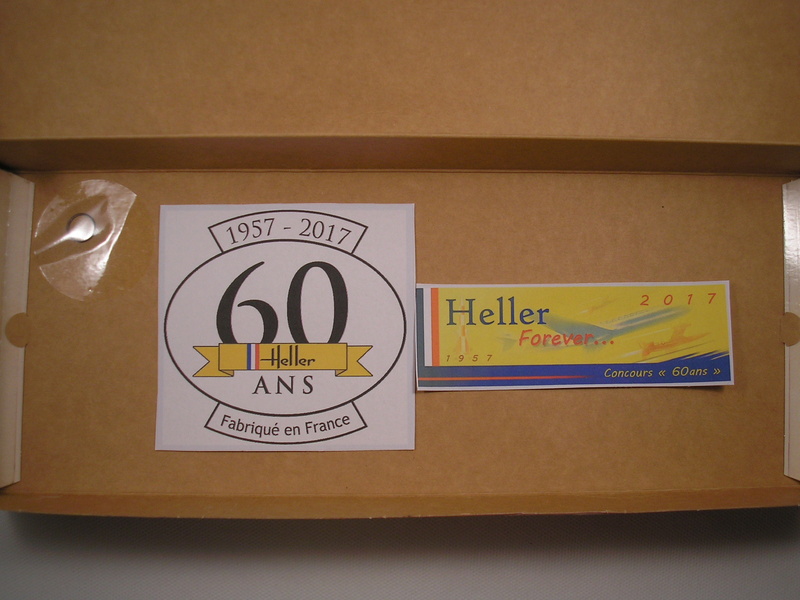 1957 - 2017
60
Heller
ANS
Fabriqué en France
Heller
2017
Forever...
1957
Concours « 60ans »